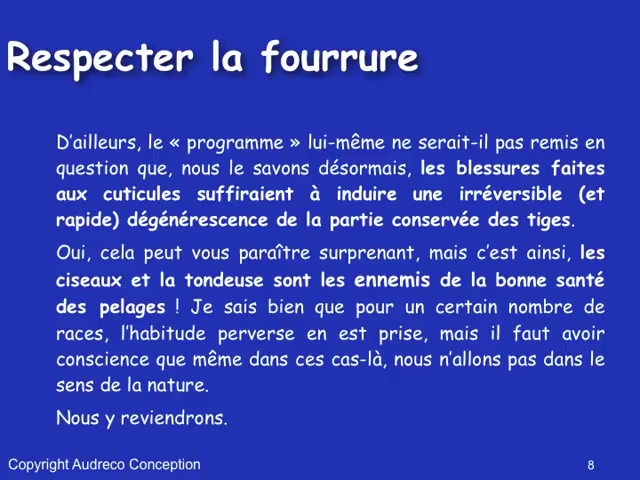 Respecter la fourrure
D'ailleurs, le « programme » lui-même ne serait-il pas remis en
question que, nous le savons désormais, les blessures faites
aux cuticules suffiraient à induire une irréversible (et
rapide) dégénérescence de la partie conservée des tiges.
Oui, cela peut vous paraître surprenant, mais c'est ainsi, les
ciseaux et la tondeuse sont les ennemis de la bonne santé
des pelages ! Je sais bien que pour un certain nombre de
races, l'habitude perverse en est prise, mais il faut avoir
conscience que même dans ces cas-là, nous n'allons pas dans le
sens de la nature.
Nous y reviendrons.
Copyright Audreco Conception
8